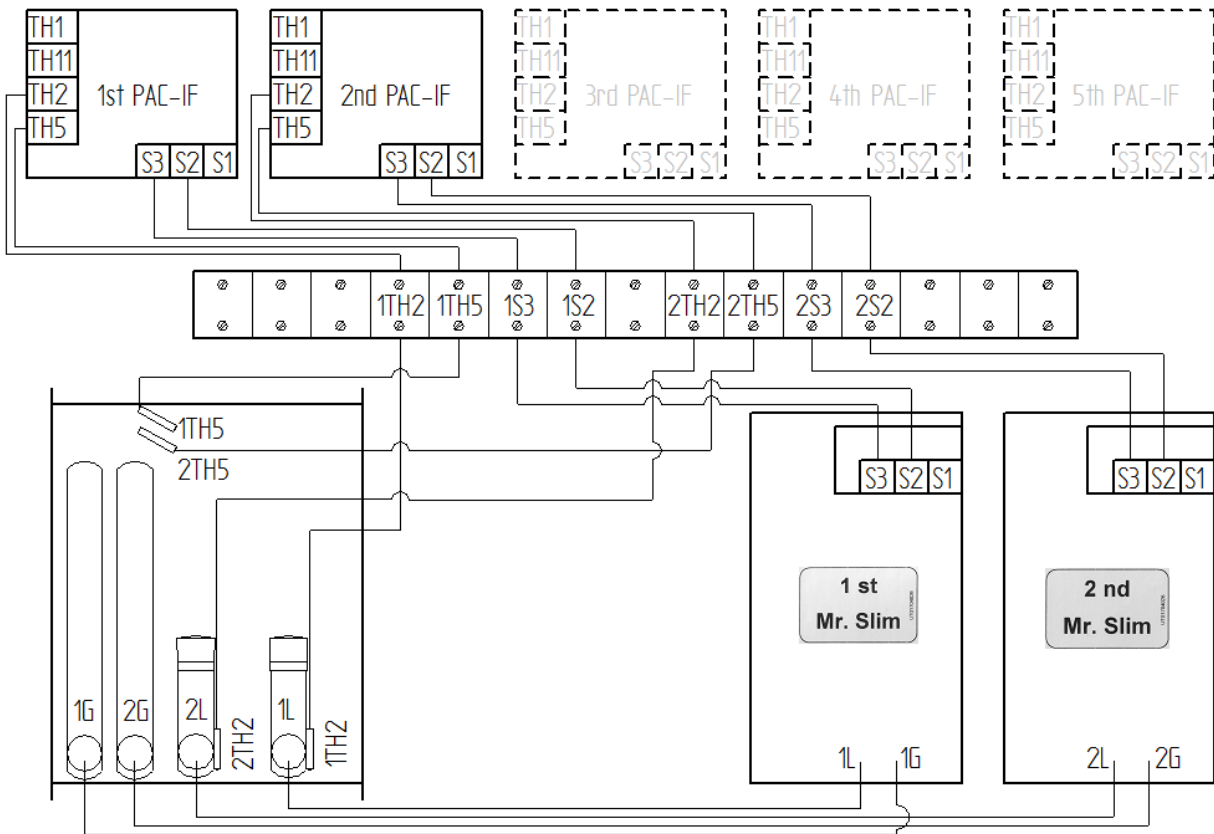 TH1
TH11
TH2
TH5
1st PAC-IF
S3 S2 S1
TH1
TH11
TH2
TH5
2nd PAC-IF
S3 S2 S1
TH1
TH11
TH2
TH5
3rd PAC-IF
S3 S2 S1
TH1
TH11
TH2
TH5
4th PAC-IF
S3 S2 S1
TH1
TH11
TH2
TH5
5th PAC-IF
S3 S2 S1
1TH2 1TH5 1S3 1S2 2TH2 2TH5 2S3 2S2
1TH5
2TH5
1G 2G 2L 1L
2TH2
1TH2
S3 S2 S1
1 st
Mr. Slim
1L 1G
S3 S2 S1
2 nd
Mr. Slim
2L 2G